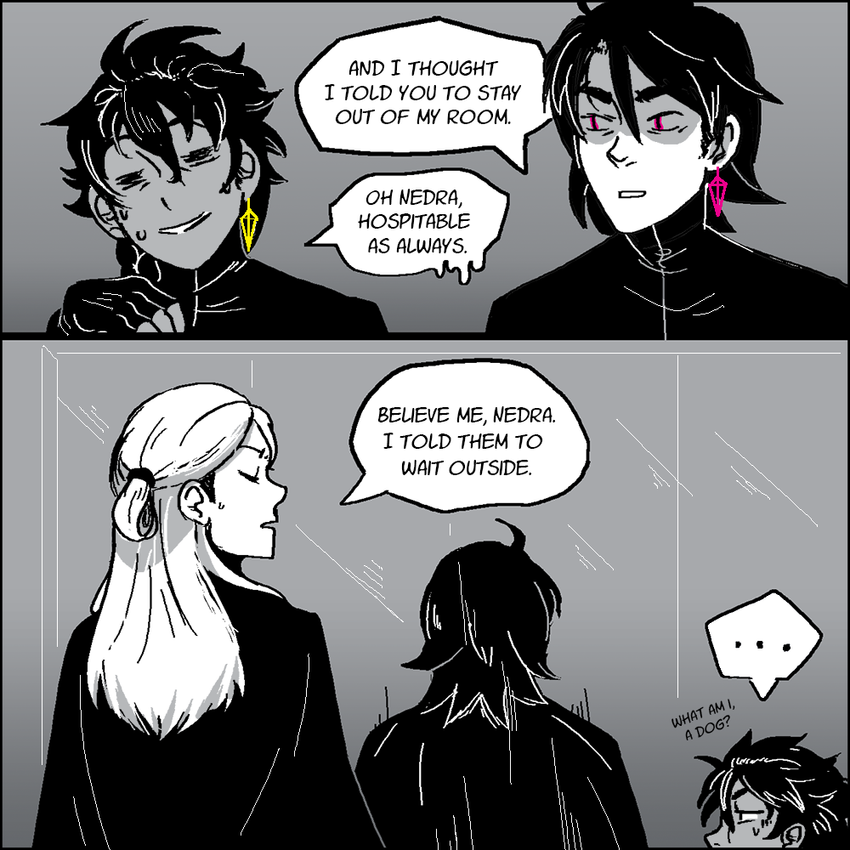 AND I THOUGHT
I TOLD YOU TO STAY
OUT OF MY ROOM.
OH NEDRA,
HOSPITABLE
AS ALWAYS.
BELIEVE ME, NEDRA.
I TOLD THEM TO
WAIT OUTSIDE.
...
WHAT AM I,
A DOG?